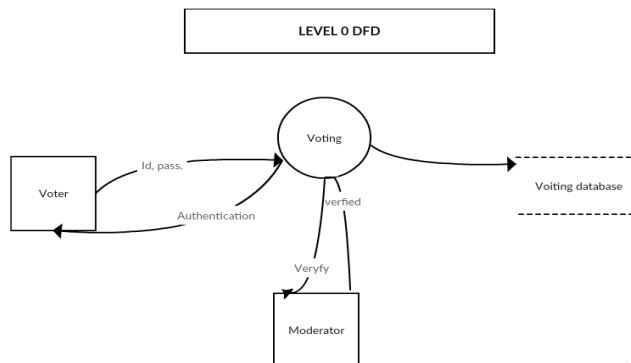 LEVEL 0 DFD
Voting
Id, pass.
Voter
Voiting database
Authentication
verfied
Veryfy
Moderator